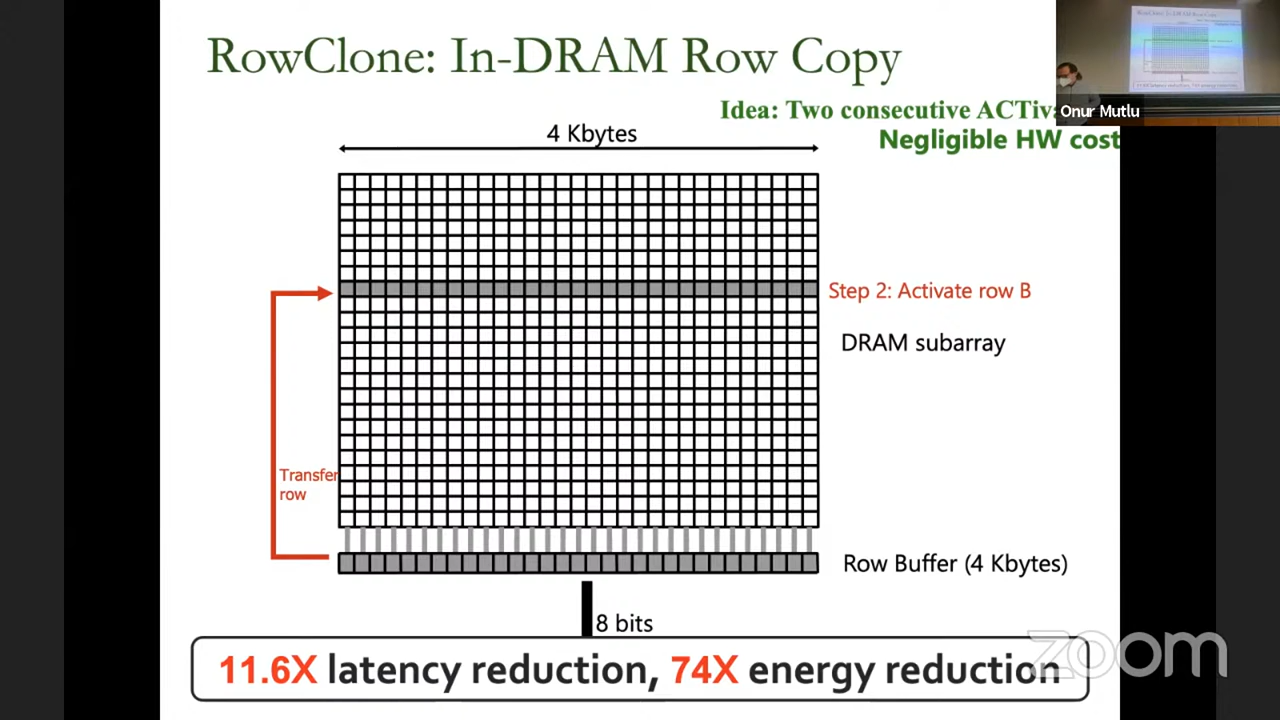 RowClone: In-DRAM Row Copy
Idea: Two consecutive ACTiv
Onur Mutlu
Negligible HW cost
4 Kbytes
Step 2: Activate row B
DRAM subarray
Transfer
row
Row Buffer (4 Kbytes)
8 bits
11.6X latency reduction, 74X energy reduction
zoom